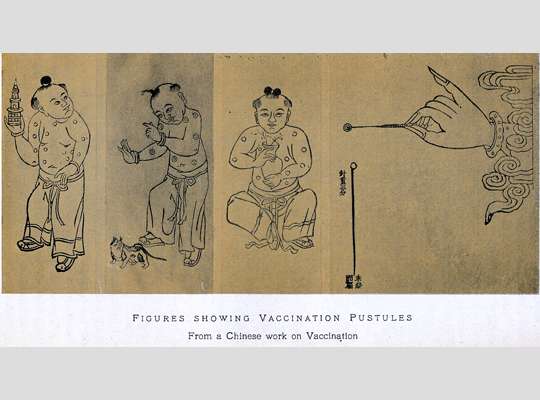 FIGURES SHOWING VACCINATION PUSTULES
From a Chinese work on Vaccination